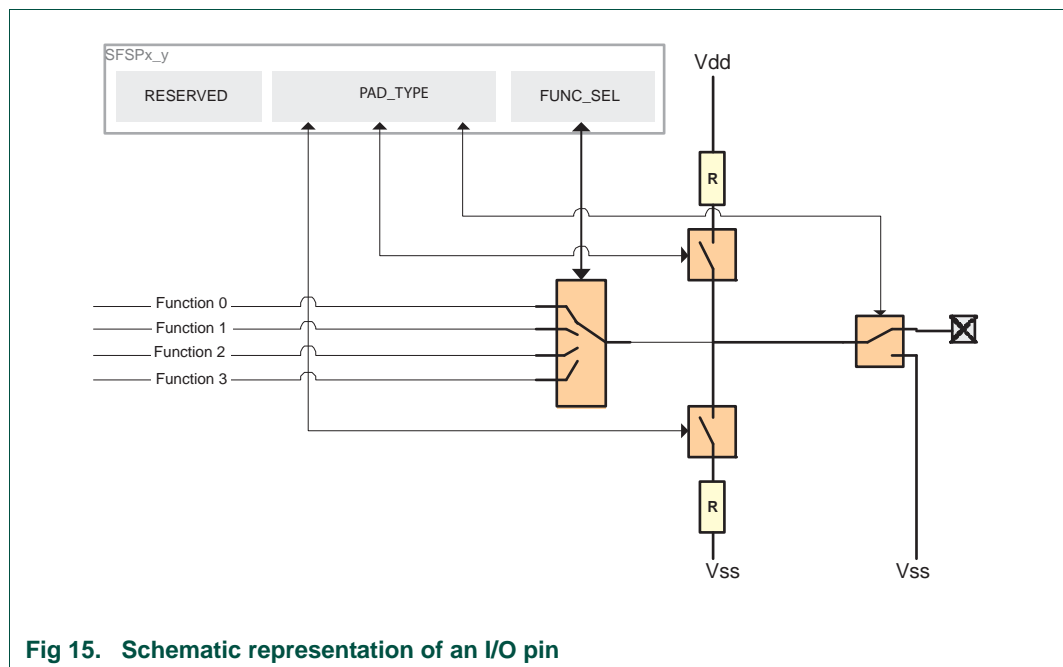 SFSPx_y
RESERVED
PAD_TYPE
FUNC_SEL
Vdd
R
Function 0
Function 1
Function 2
Function 3
R
Vss
Vss
Fig 15. Schematic representation of an I/O pin